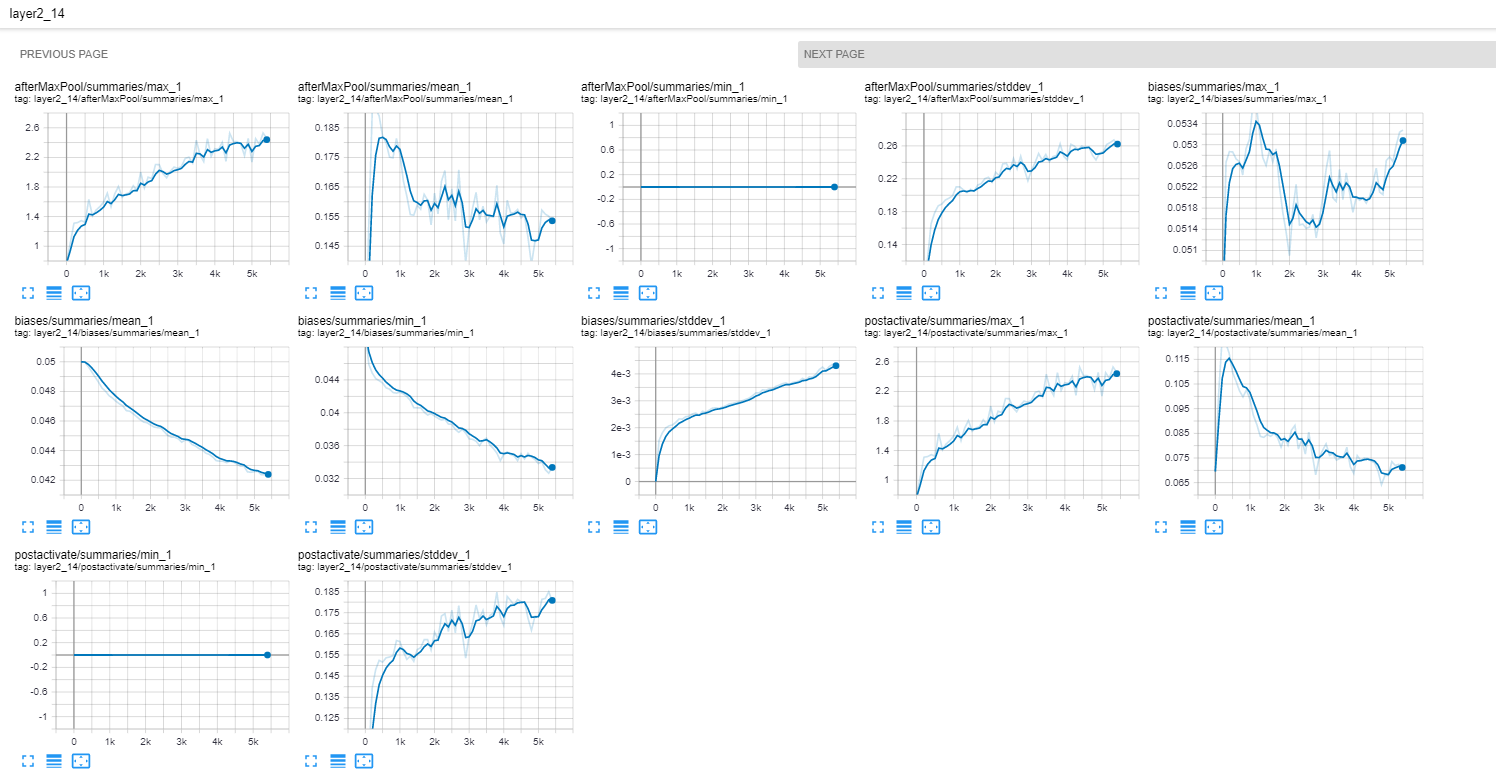 layer2_14
PREVIOUS PAGE NEXT PAGE
afterMaxPool/summaries/max_1 afterMaxPool/summaries/mean_1 afterMaxPool/summaries/min_1 afterMaxPool/summaries/stddev_1 biases/summaries/max_1
tag: layer2_14/afterMaxPool/summaries/max_1 tag: layer2_14/afterMaxPool/summaries/mean_1 tag: layer2_14/afterMaxPool/summaries/min_1 tag: layer2_14/afterMaxPool/summaries/stddev_1 tag: layer2_14/biases/summaries/max_1
2.6
2.2
1.8
1.4
1
0 1k 2k 3k 4k 5k
0.185
0.175
0.165
0.155
0.145
0 1k 2k 3k 4k 5k
1
0.6
0.2
-0.2
-0.6
-1
0 1k 2k 3k 4k 5k
0.26
0.22
0.18
0.14
0 1k 2k 3k 4k 5k
0.0534
0.053
0.0526
0.0522
0.0518
0.0514
0.051
0 1k 2k 3k 4k 5k
biases/summaries/mean_1 biases/summaries/min_1 biases/summaries/stddev_1 postactivate/summaries/max_1 postactivate/summaries/mean_1
tag: layer2_14/biases/summaries/mean_1 tag: layer2_14/biases/summaries/min_1 tag: layer2_14/biases/summaries/stddev_1 tag: layer2_14/postactivate/summaries/max_1 tag: layer2_14/postactivate/summaries/mean_1
0.05
0.048
0.046
0.044
0.042
0 1k 2k 3k 4k 5k
0.044
0.04
0.036
0.032
0 1k 2k 3k 4k 5k
4e-3
3e-3
2e-3
1e-3
0
0 1k 2k 3k 4k 5k
2.6
2.2
1.8
1.4
1
0 1k 2k 3k 4k 5k
0.115
0.105
0.095
0.085
0.075
0.065
0 1k 2k 3k 4k 5k
postactivate/summaries/min_1 postactivate/summaries/stddev_1
tag: layer2_14/postactivate/summaries/min_1 tag: layer2_14/postactivate/summaries/stddev_1
1
0.6
0.2
-0.2
-0.6
-1
0 1k 2k 3k 4k 5k
0.185
0.175
0.165
0.155
0.145
0.135
0.125
0 1k 2k 3k 4k 5k